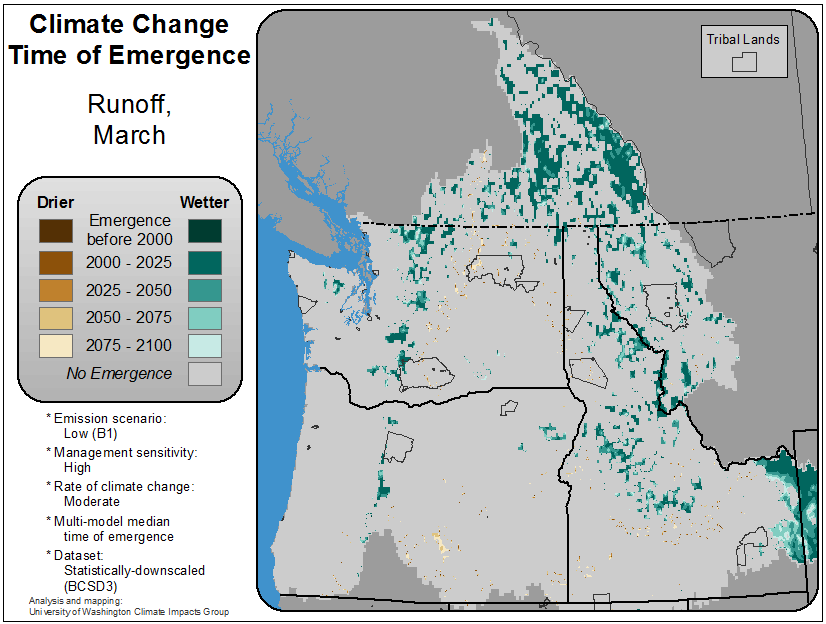 Climate Change
Time of Emergence
Runoff,
March
Drier
Wetter
Emergence
before 2000
2000 - 2025
2025 - 2050
2050 - 2075
2075 - 2100
No Emergence
* Emission scenario:
Low (B1)
* Management sensitivity:
High
* Rate of climate change:
Moderate
* Multi-model median
time of emergence
* Dataset:
Statistically-downscaled
(BCSD3)
Analysis and mapping:
University of Washington Climate Impacts Group
Tribal Lands